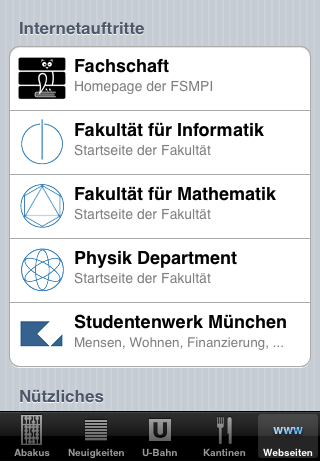 Internetauftritte
Fachschaft
Homepage der FSMPI
Fakultät für Informatik
Startseite der Fakultät
Fakultät für Mathematik
Startseite der Fakultät
Physik Department
Startseite der Fakultät
Studentenwerk München
Mensen, Wohnen, Finanzierung, ...
Nützliches
U
www
Abakus
Neuigkeiten
U-Bahn
Kantinen
Webseiten